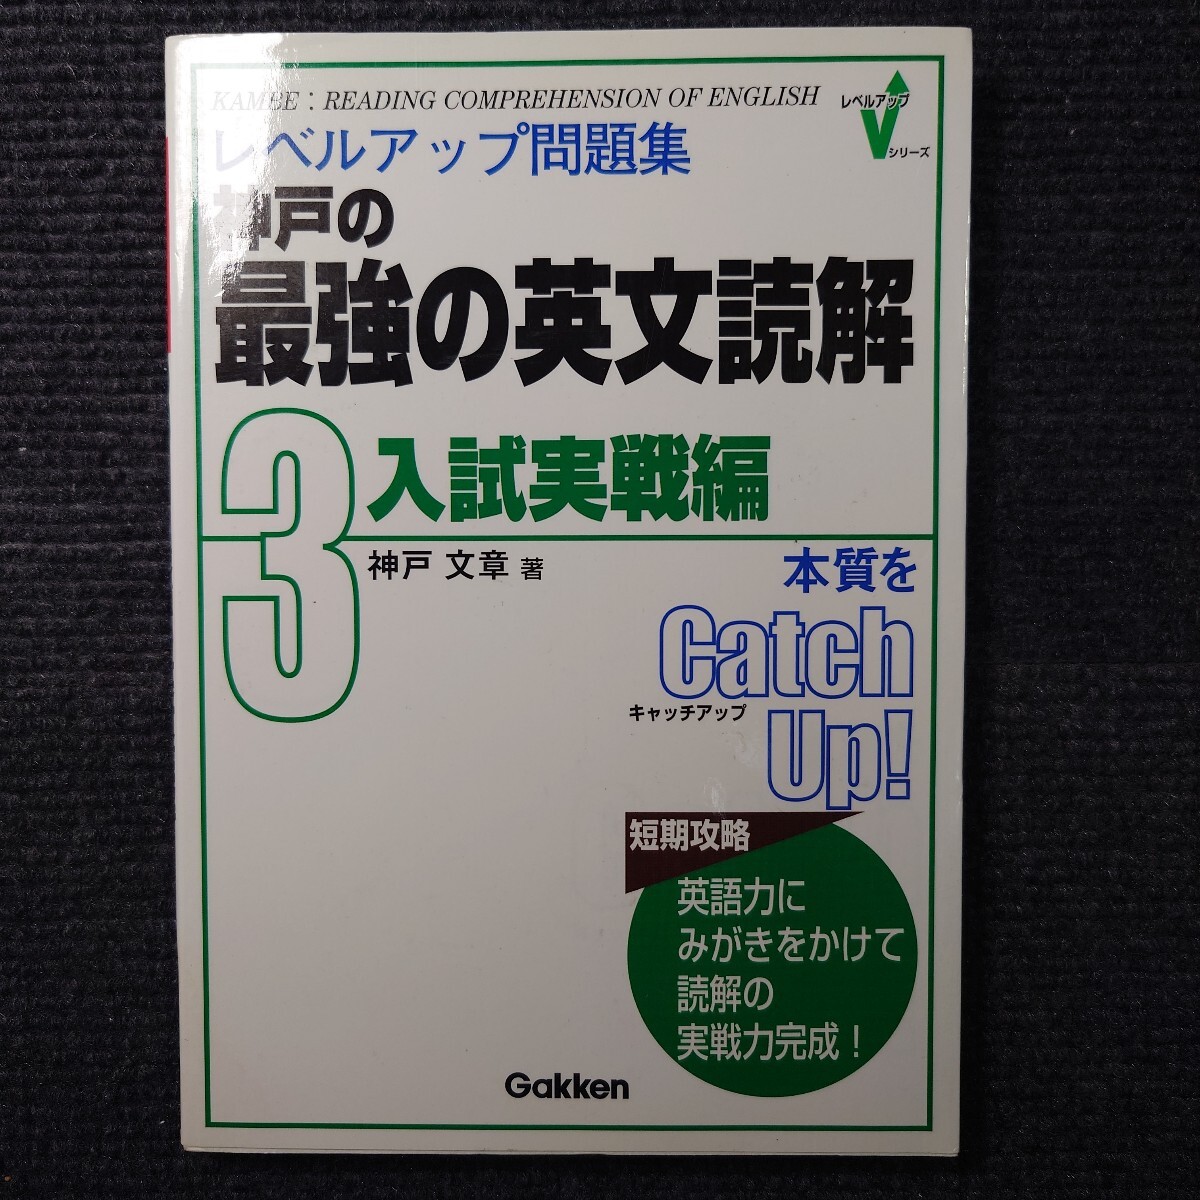 KAMBE : READING COMPREHENSION OF ENGLISH
レベルアップ
V
シリーズ
レベルアップ問題集
神戸の
最強の英文読解
3
入試実戦編
神戸 文章 著
本質を
Catch
キャッチアップ
Up!
短期攻略
英語力に
みがきをかけて
読解の
実戦力完成！
Gakken